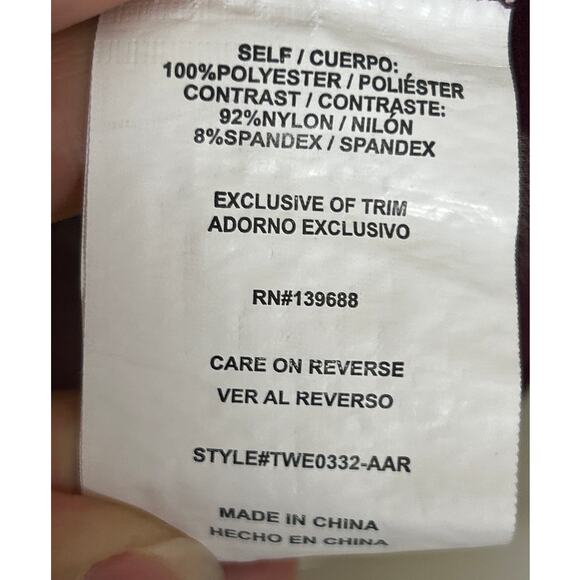 SELF / CUERPO:
100%POLYESTER / POLIÉSTER
CONTRAST / CONTRASTE:
92%NYLON / NILÓN
8%SPANDEX / SPANDEX
EXCLUSIVE OF TRIM
ADORNO EXCLUSIVO
RN#139688
CARE ON REVERSE
VER AL REVERSO
STYLE#TWE0332-AAR
MADE IN CHINA
HECHO EN CHINA